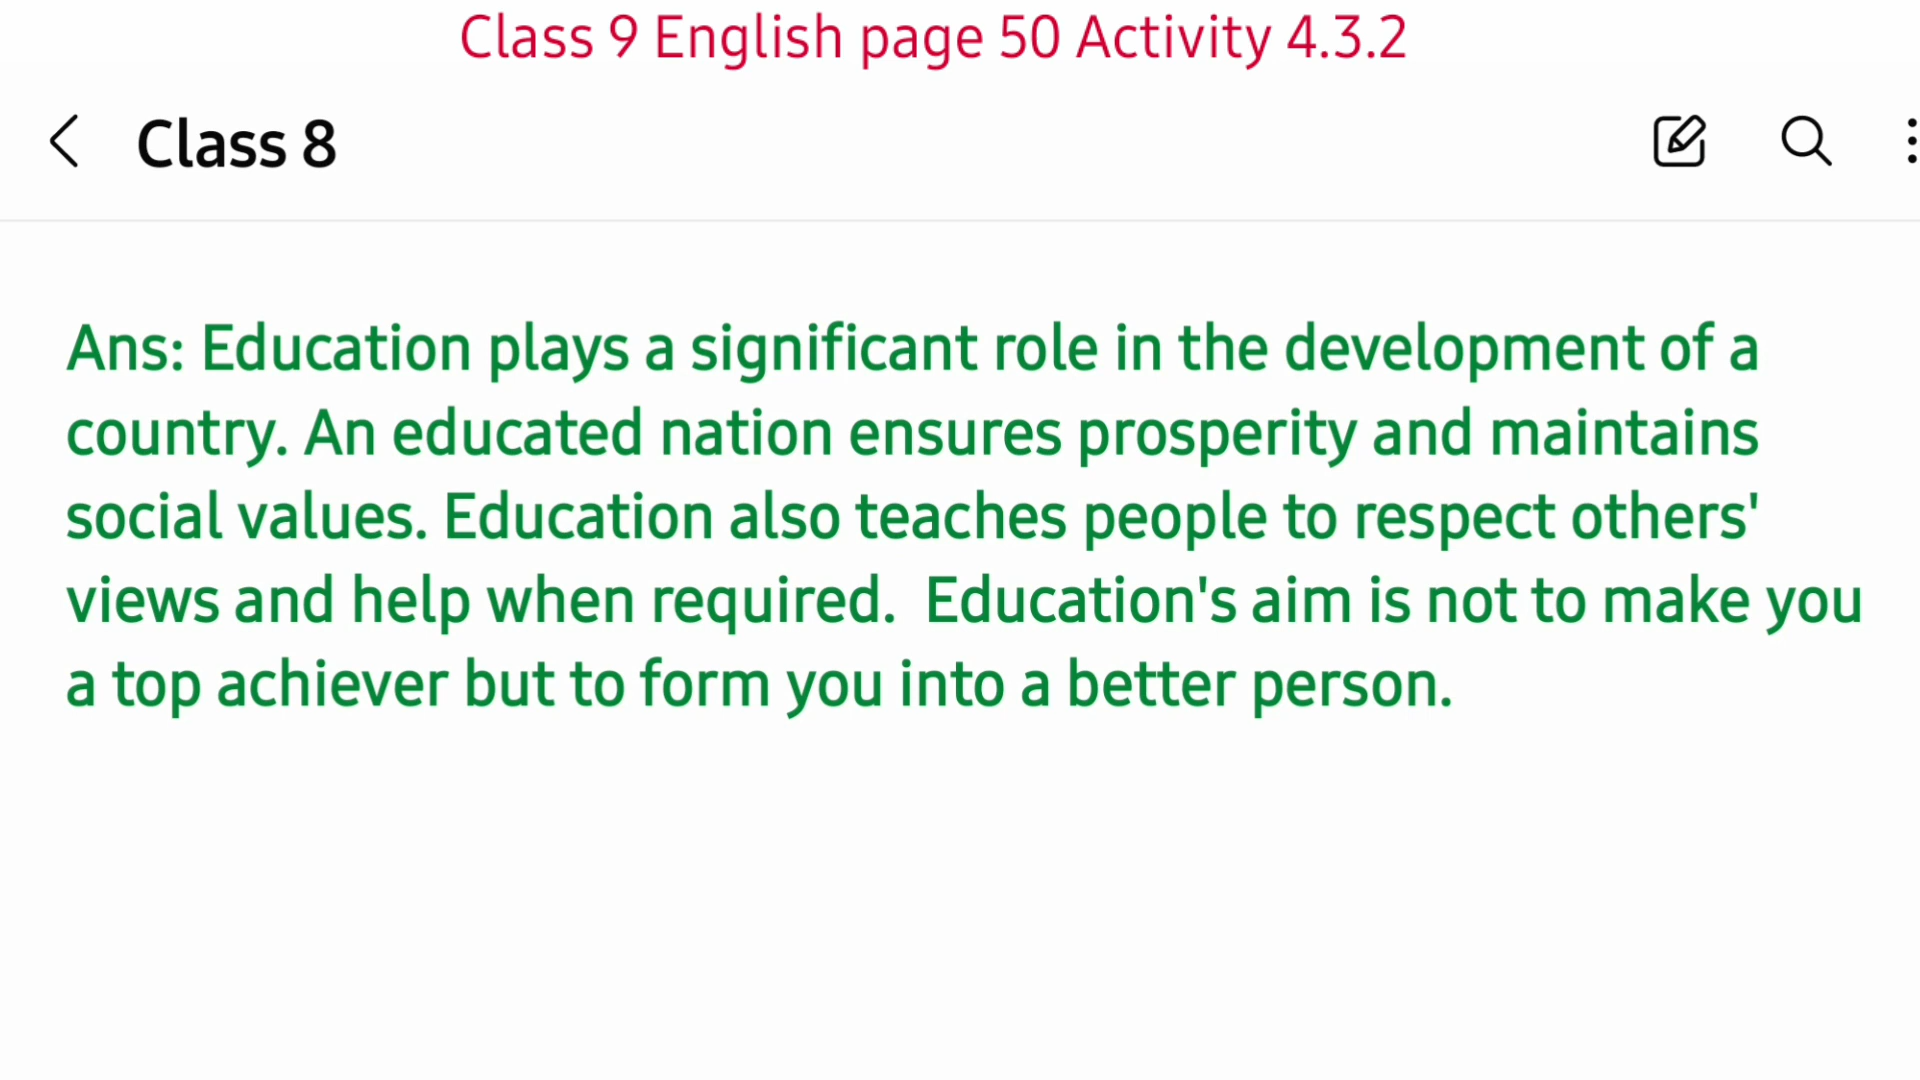 Class 9 English page 50 Activity 4.3.2
Class 8
Ans: Education plays a significant role in the development of a
country. An educated nation ensures prosperity and maintains
social values. Education also teaches people to respect others'
views and help when required.  Education's aim is not to make you
a top achiever but to form you into a better person.